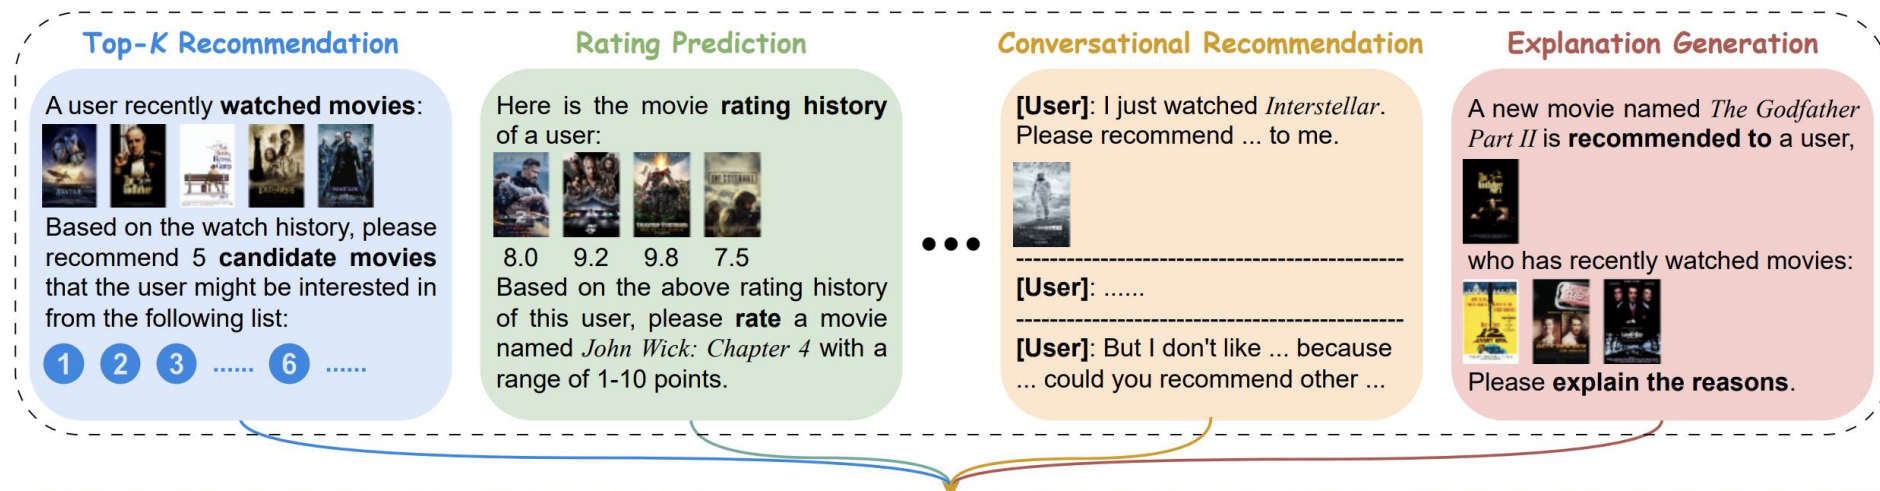 Top-K Recommendation
A user recently watched movies:
AVATAR
Based on the watch history, please
recommend 5 candidate movies
that the user might be interested in
from the following list:
1 2 3 ...... 6 ......
Rating Prediction
Here is the movie rating history
of a user:
8.0 9.2 9.8 7.5
Based on the above rating history
of this user, please rate a movie
named John Wick: Chapter 4 with a
range of 1-10 points.
Conversational Recommendation
[User]: I just watched Interstellar.
Please recommend ... to me.
[User]: ......
[User]: But I don't like ... because
... could you recommend other ...
Explanation Generation
A new movie named The Godfather
Part II is recommended to a user,
who has recently watched movies:
12
Please explain the reasons.